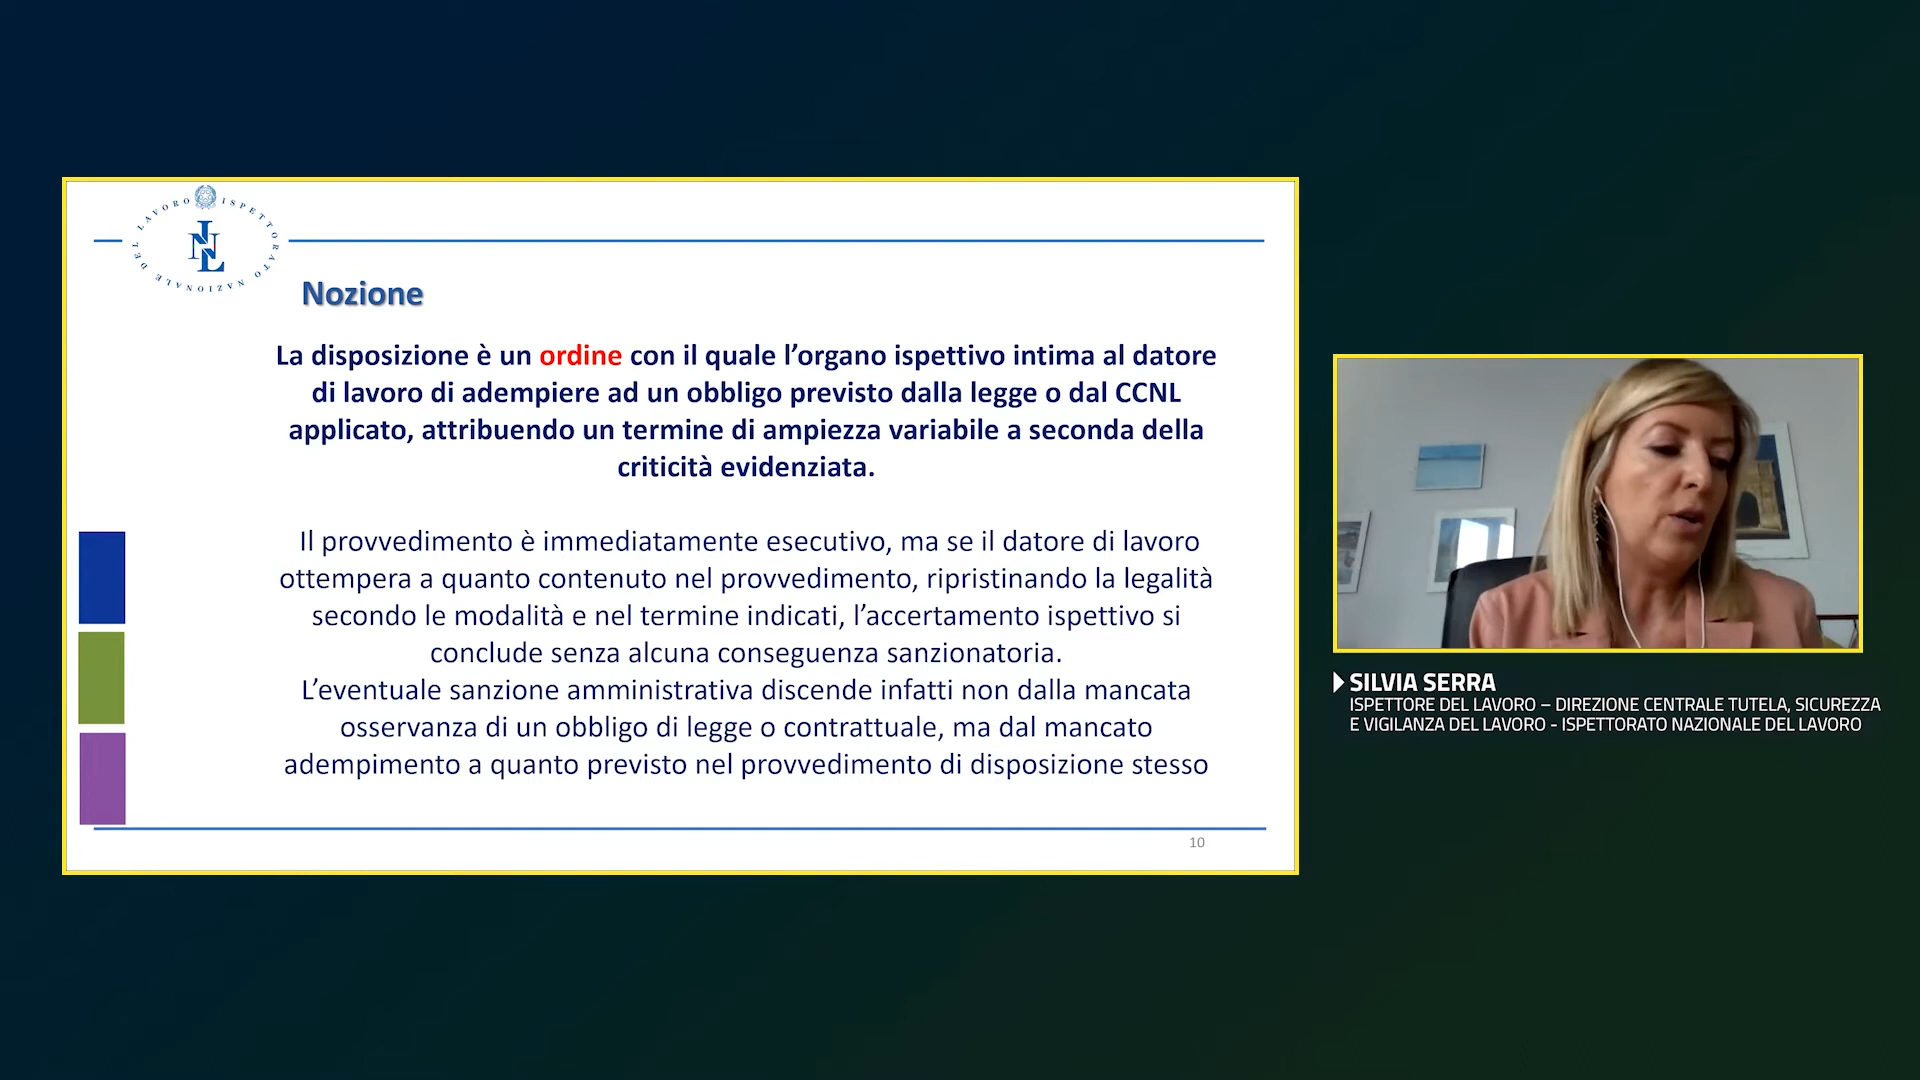 ISPETTORATO NAZIONALE DEL LAVORO
INL
Nozione
La disposizione è un ordine con il quale l’organo ispettivo intima al datore
di lavoro di adempiere ad un obbligo previsto dalla legge o dal CCNL
applicato, attribuendo un termine di ampiezza variabile a seconda della
criticità evidenziata.
Il provvedimento è immediatamente esecutivo, ma se il datore di lavoro
ottempera a quanto contenuto nel provvedimento, ripristinando la legalità
secondo le modalità e nel termine indicati, l’accertamento ispettivo si
conclude senza alcuna conseguenza sanzionatoria.
L’eventuale sanzione amministrativa discende infatti non dalla mancata
osservanza di un obbligo di legge o contrattuale, ma dal mancato
adempimento a quanto previsto nel provvedimento di disposizione stesso
10
SILVIA SERRA
ISPETTORE DEL LAVORO – DIREZIONE CENTRALE TUTELA, SICUREZZA
E VIGILANZA DEL LAVORO - ISPETTORATO NAZIONALE DEL LAVORO